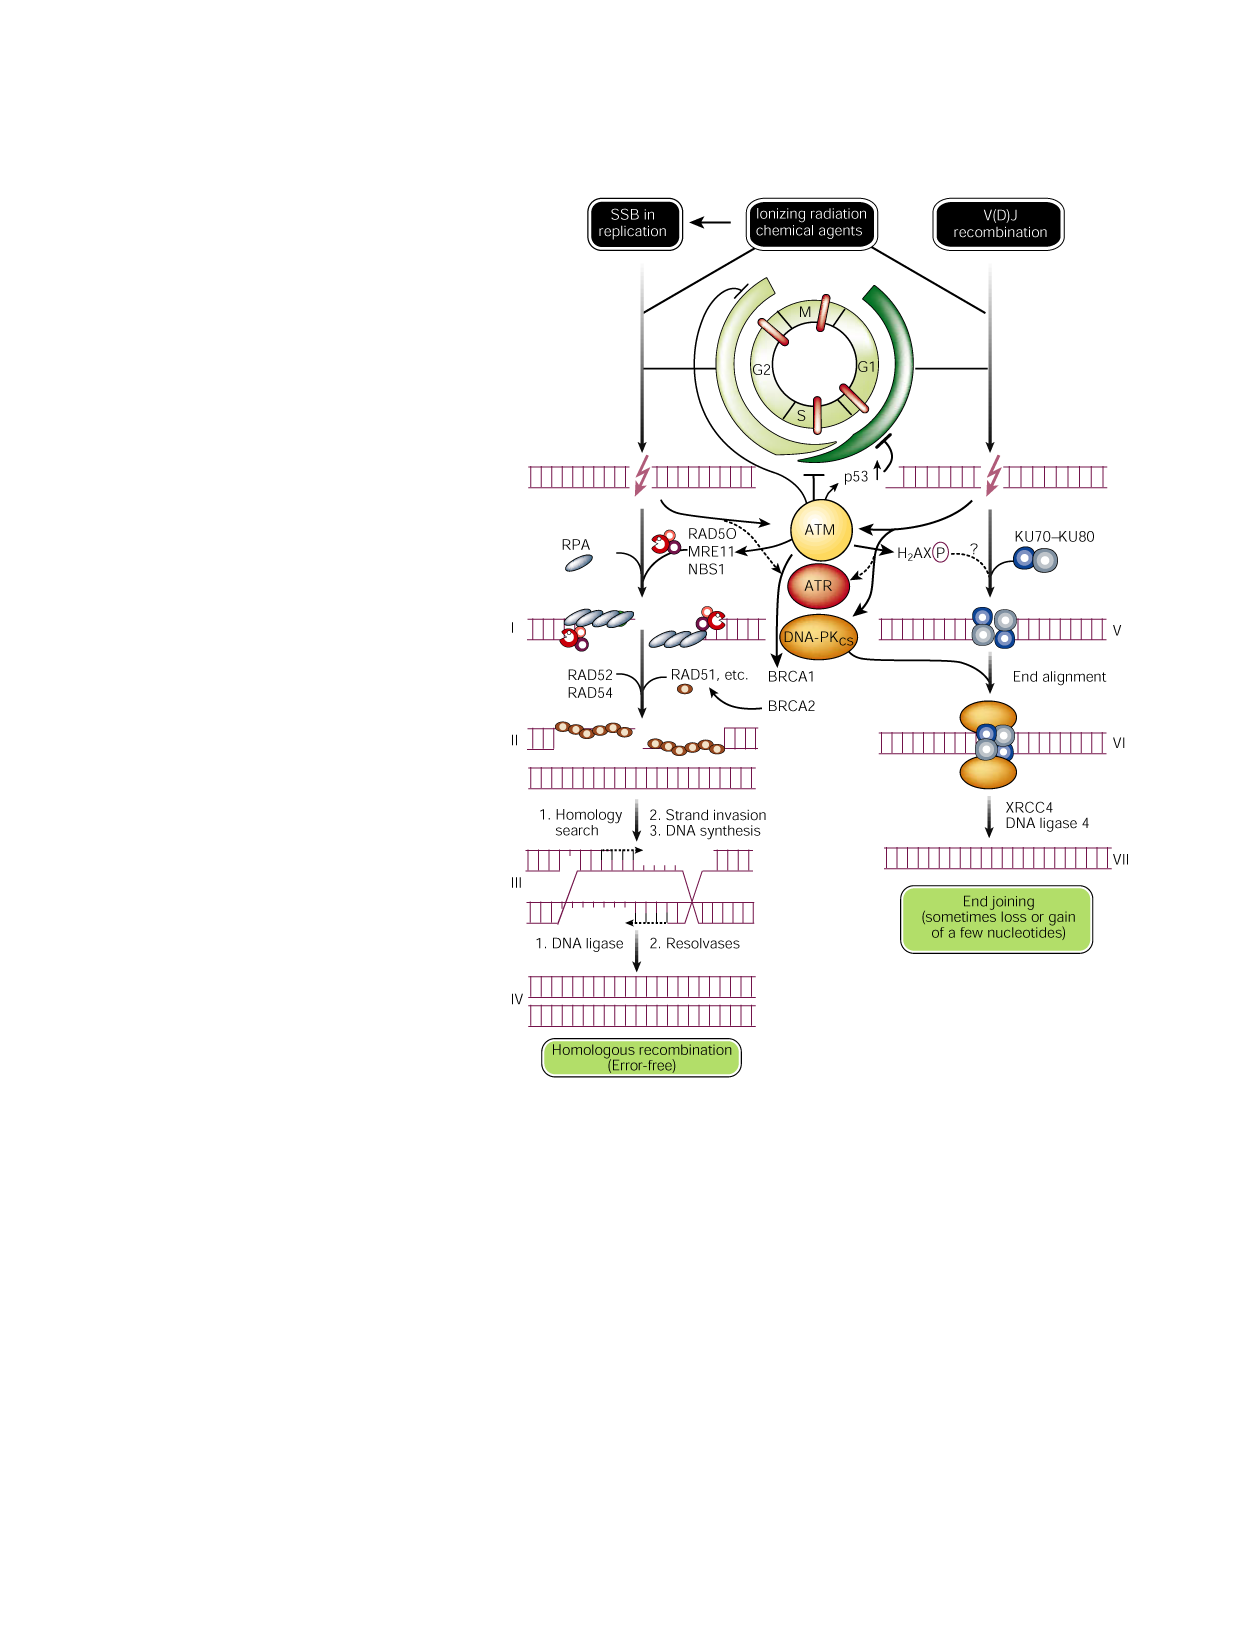 SSB in
replication
Ionizing radiation
chemical agents
V(D)J
recombination
M
G2
G1
S
p53
ATM
RAD50
MRE11
NBS1
RPA
H2AX P
?
KU70–KU80
ATR
DNA-PKCS
I
V
RAD52
RAD54
RAD51, etc.
BRCA1
BRCA2
End alignment
II
VI
1. Homology
search
2. Strand invasion
3. DNA synthesis
XRCC4
DNA ligase 4
III
VII
End joining
(sometimes loss or gain
of a few nucleotides)
1. DNA ligase
2. Resolvases
IV
Homologous recombination
(Error-free)